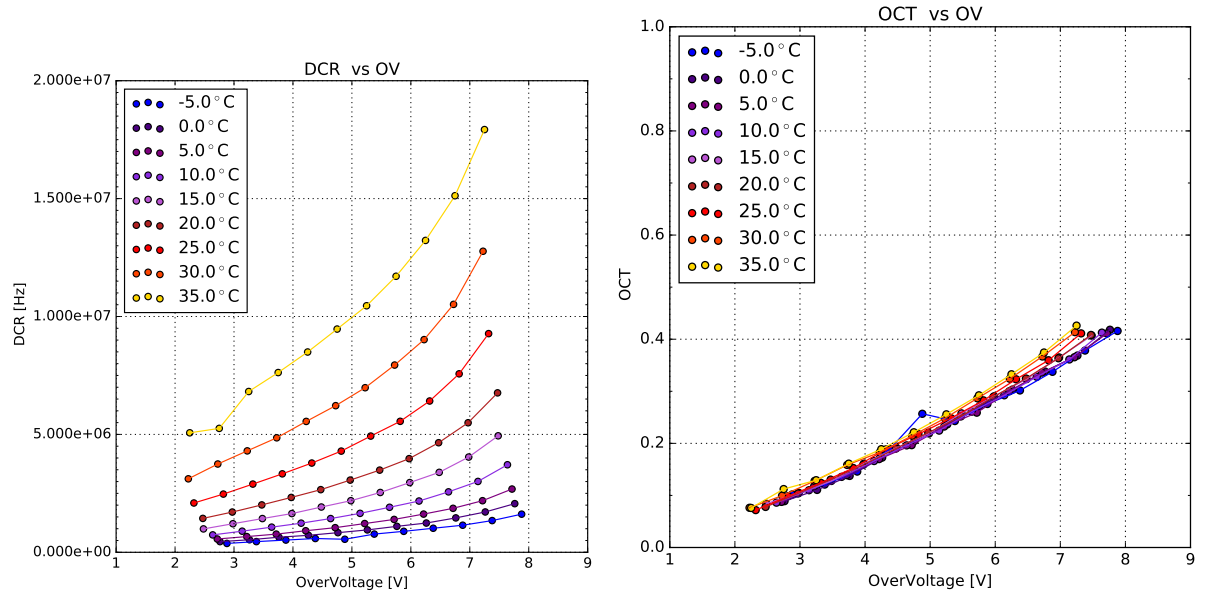 DCR  vs OV
2.000e+07
1.500e+07
1.000e+07
5.000e+06
0.000e+00
DCR [Hz]
-5.0°C
0.0°C
5.0°C
10.0°C
15.0°C
20.0°C
25.0°C
30.0°C
35.0°C
1 2 3 4 5 6 7 8 9
OverVoltage [V]
OCT  vs OV
1.0
0.8
0.6
0.4
0.2
0.0
OCT
-5.0°C
0.0°C
5.0°C
10.0°C
15.0°C
20.0°C
25.0°C
30.0°C
35.0°C
1 2 3 4 5 6 7 8 9
OverVoltage [V]